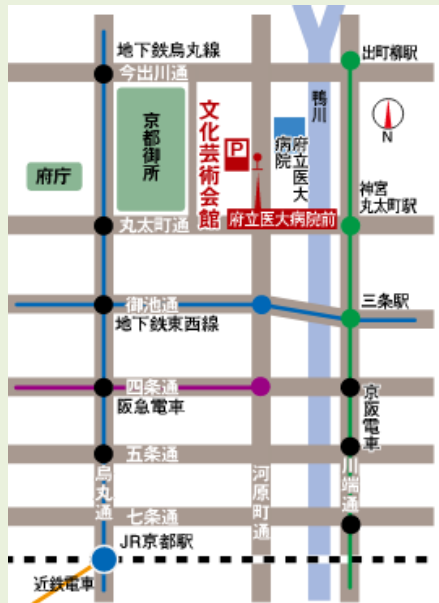 地下鉄烏丸線
出町柳駅
今出川通
鴨川
京都御所
文化芸術会館
P
府立医大
病院
N
府庁
神宮
丸太町駅
丸太町通
府立医大病院前
御池通
三条駅
地下鉄東西線
四条通
阪急電車
京阪電車
五条通
烏丸通
河原町通
川端通
七条通
JR京都駅
近鉄電車